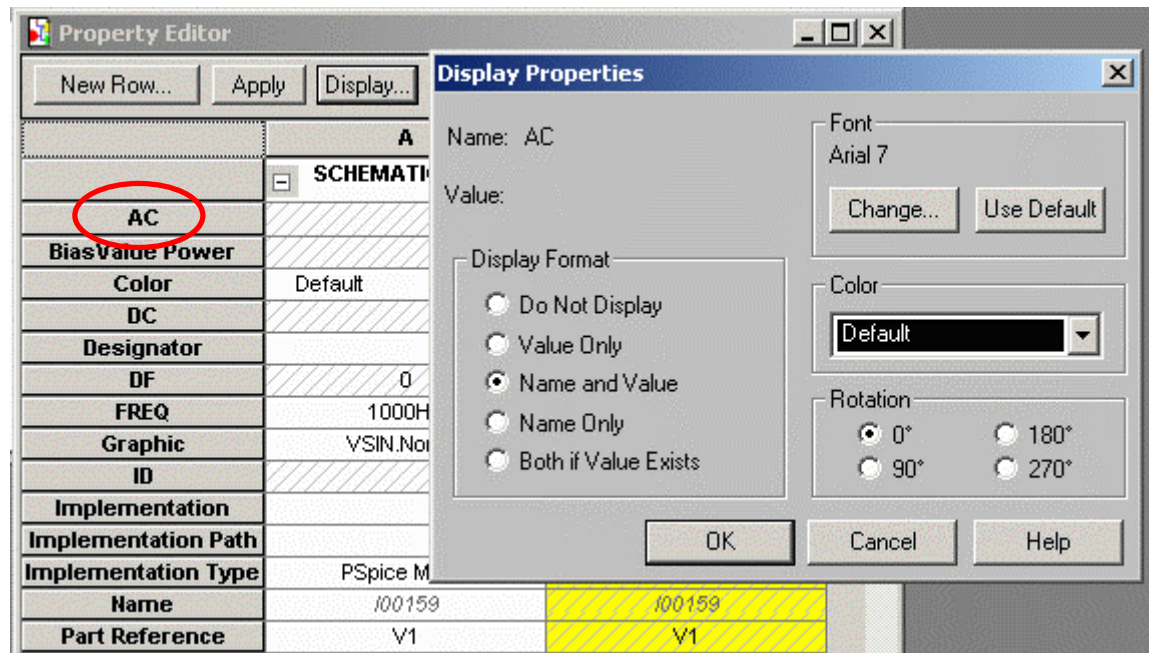 Property Editor
New Row... Apply Display...
A
SCHEMATI
AC
BiasValue Power
Color Default
DC
Designator
DF 0
FREQ 1000H
Graphic VSIN.Nor
ID
Implementation
Implementation Path
Implementation Type PSpice M
Name I00159 I00159
Part Reference V1 V1
Display Properties
Name: AC
Value:
Display Format
Do Not Display
Value Only
Name and Value
Name Only
Both if Value Exists
Font
Arial 7
Change... Use Default
Color
Default
Rotation
0° 180°
90° 270°
OK Cancel Help